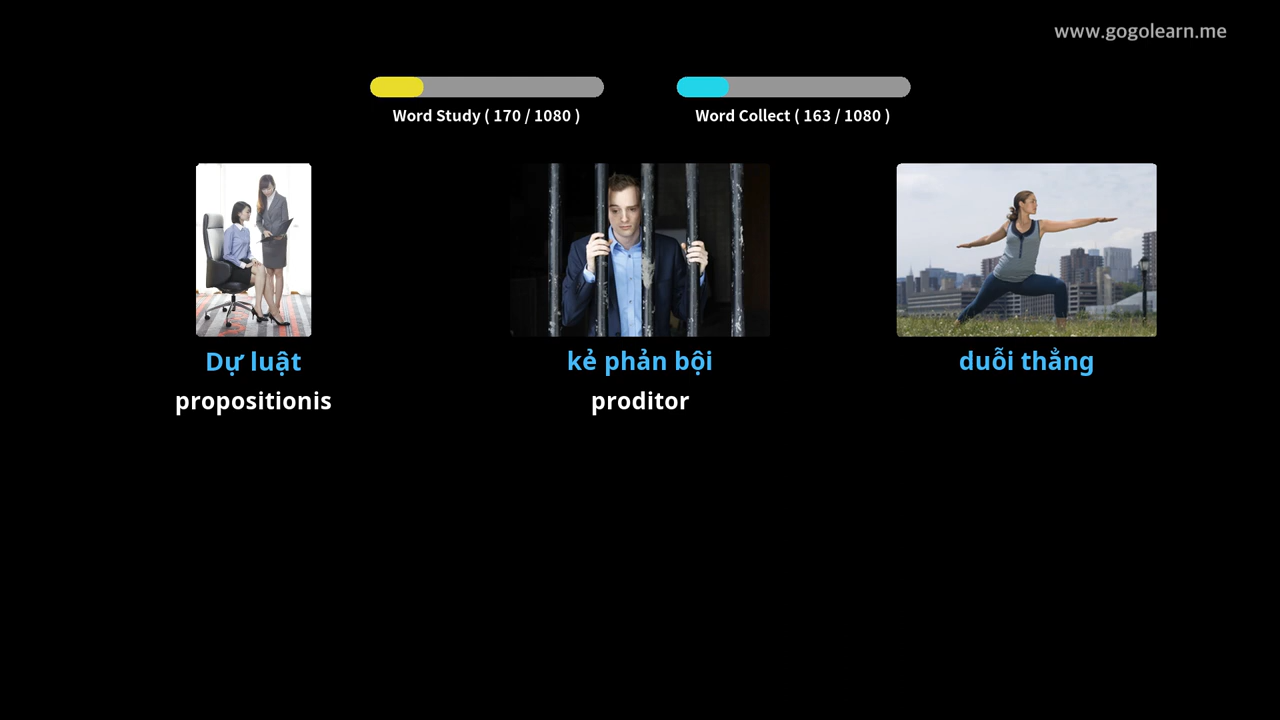 www.gogolearn.me
Word Study ( 170 / 1080 )
Word Collect ( 163 / 1080 )
Dự luật
kẻ phản bội
duỗi thẳng
propositionis
proditor